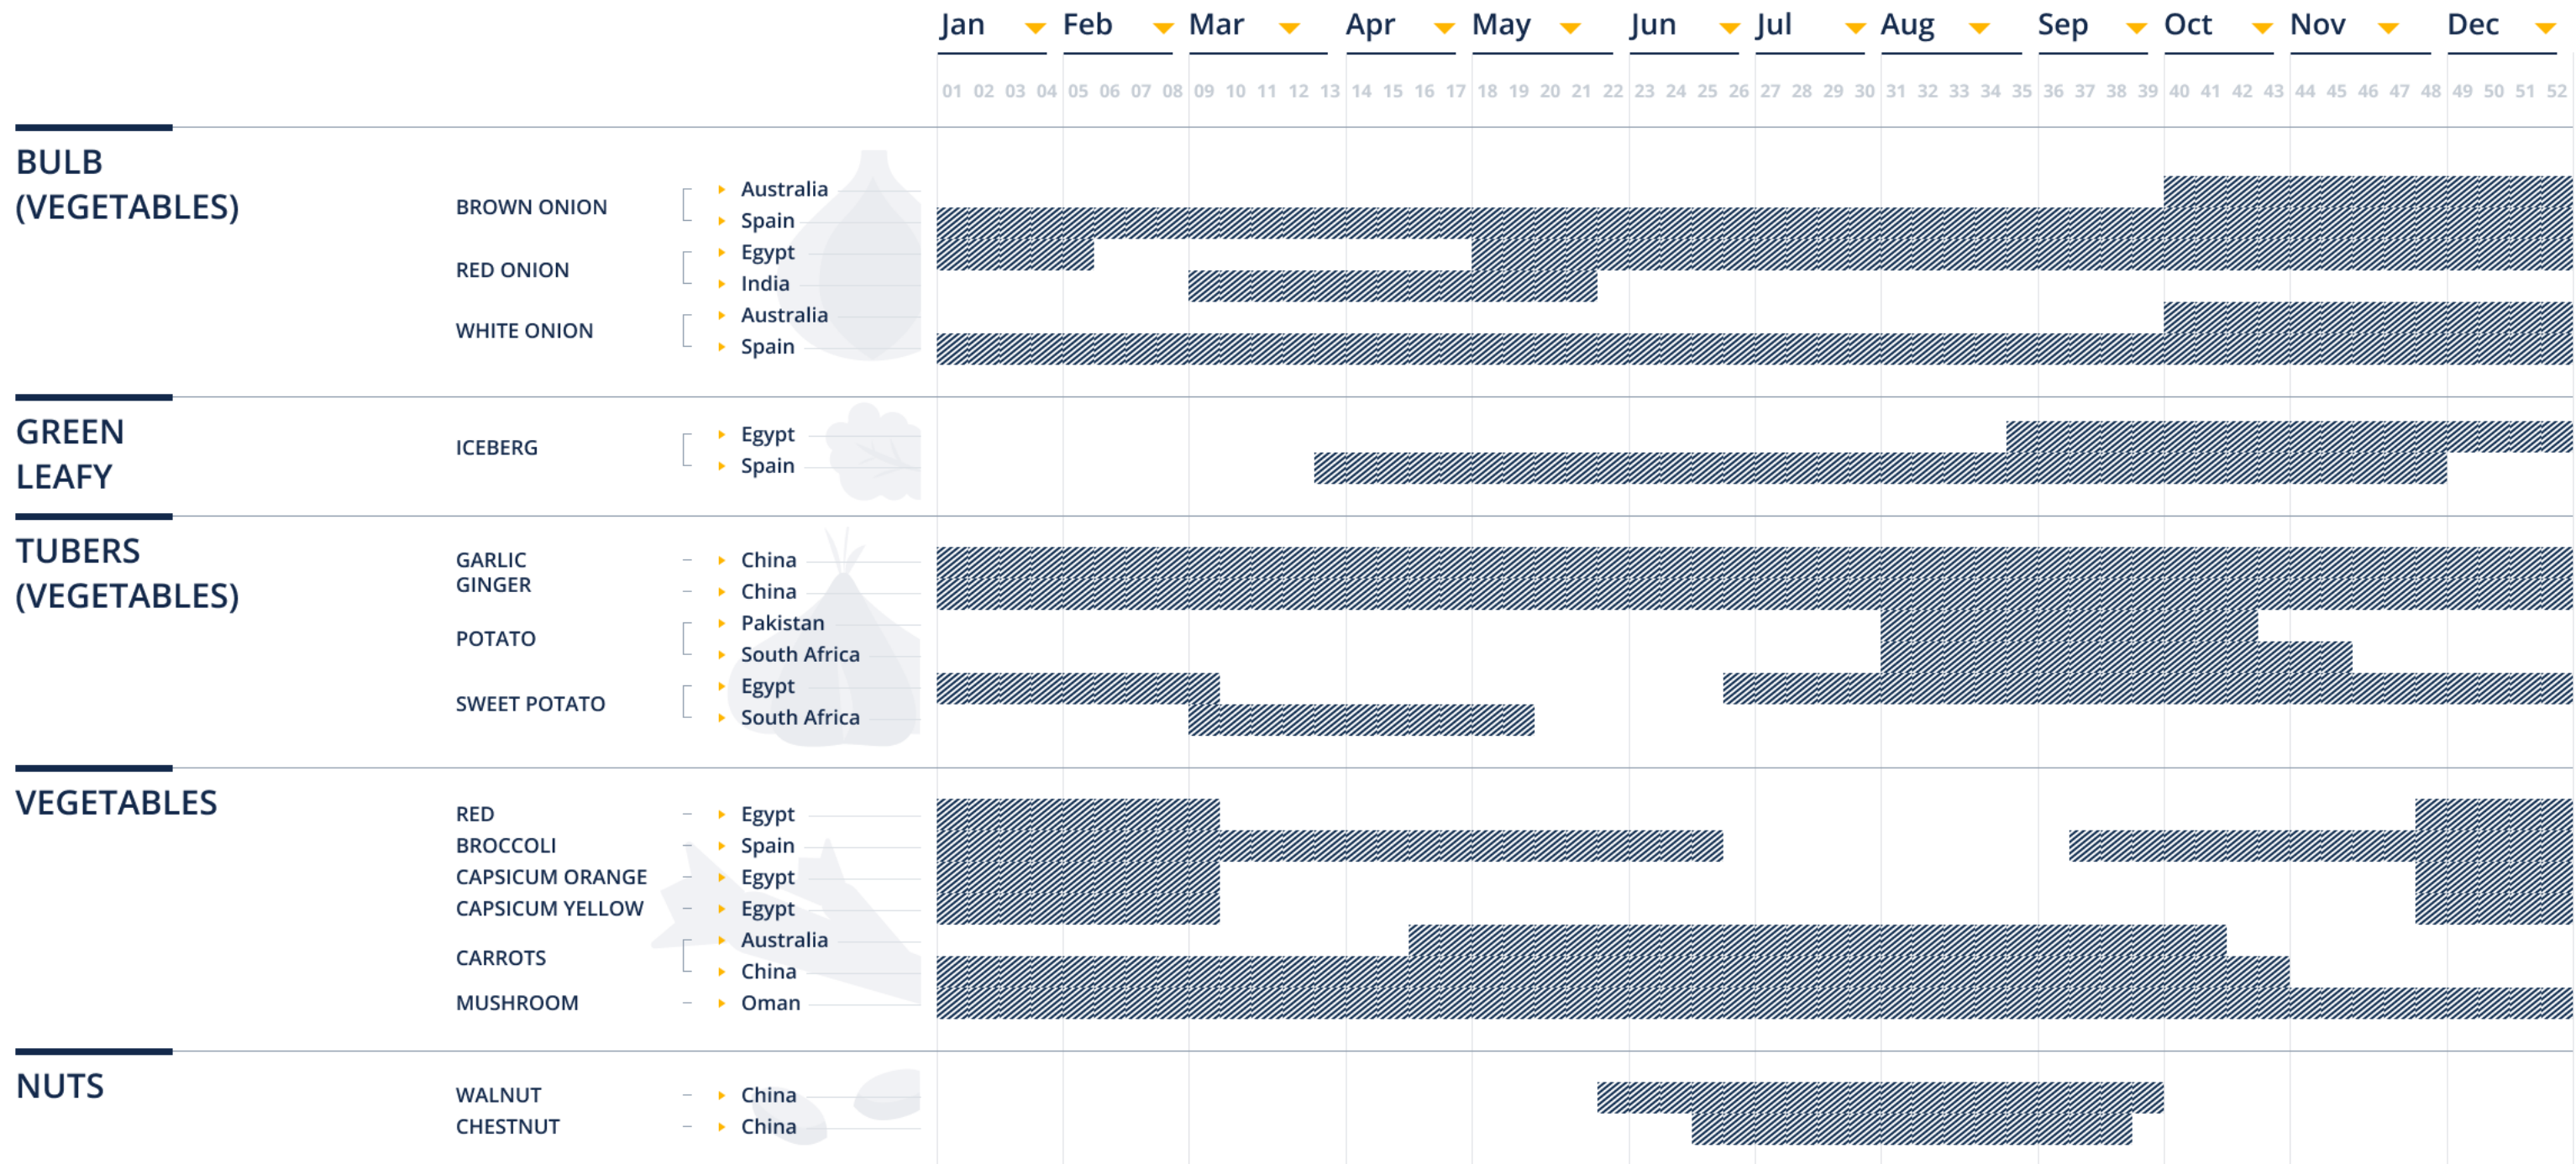 Jan Feb Mar Apr May Jun Jul Aug Sep Oct Nov Dec
01 02 03 04 05 06 07 08 09 10 11 12 13 14 15 16 17 18 19 20 21 22 23 24 25 26 27 28 29 30 31 32 33 34 35 36 37 38 39 40 41 42 43 44 45 46 47 48 49 50 51 52
BULB
(VEGETABLES)
BROWN ONION
Australia
Spain
RED ONION
Egypt
India
WHITE ONION
Australia
Spain
GREEN
LEAFY
ICEBERG
Egypt
Spain
TUBERS
(VEGETABLES)
GARLIC
China
GINGER
China
POTATO
Pakistan
South Africa
SWEET POTATO
Egypt
South Africa
VEGETABLES
RED
Egypt
BROCCOLI
Spain
CAPSICUM ORANGE
Egypt
CAPSICUM YELLOW
Egypt
CARROTS
Australia
China
MUSHROOM
Oman
NUTS
WALNUT
China
CHESTNUT
China